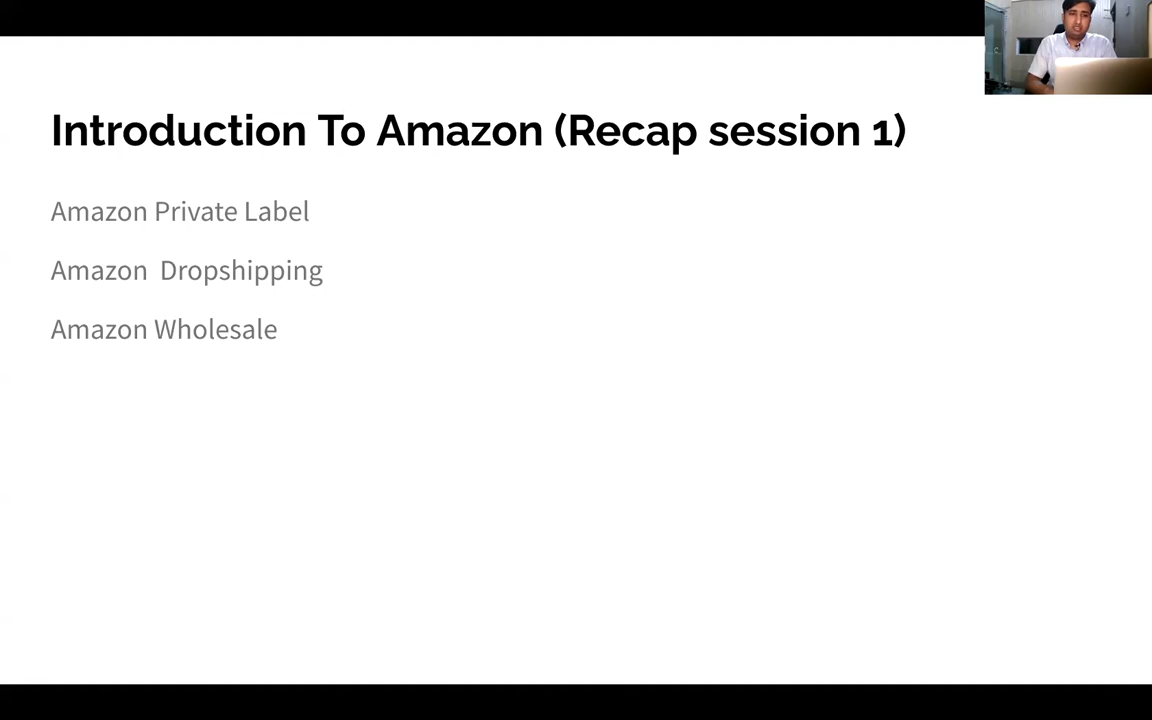 Introduction To Amazon (Recap session 1)
Amazon Private Label
Amazon  Dropshipping
Amazon Wholesale